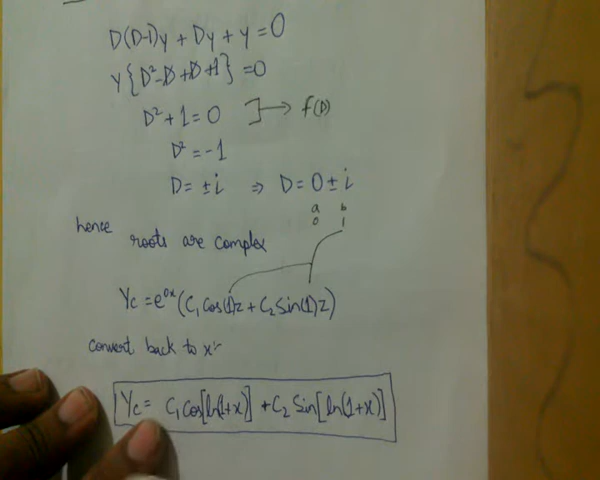 D(D-1)y + Dy + y = 0
y{D² - D + D + 1} = 0
D² + 1 = 0 → f(D)
D² = -1
D = ± i ⇒ D = 0 ± i
a b
0 1
hence roots are complex
Yc = e⁰ˣ (C₁ Cos(1)z + C₂ Sin(1)z)
convert back to x:-
Yc = C₁ Cos[ln(1+x)] + C₂ Sin[ln(1+x)]